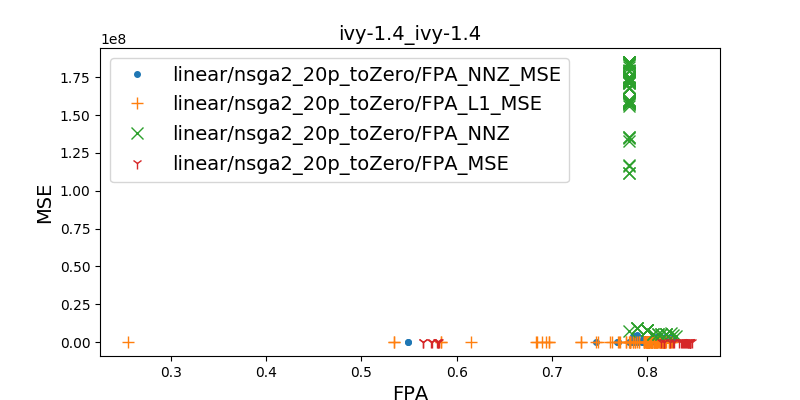 ivy-1.4_ivy-1.4
1e8
linear/nsga2_20p_toZero/FPA_NNZ_MSE
linear/nsga2_20p_toZero/FPA_L1_MSE
linear/nsga2_20p_toZero/FPA_NNZ
linear/nsga2_20p_toZero/FPA_MSE
1.75
1.50
1.25
1.00
0.75
0.50
0.25
0.00
MSE
0.3 0.4 0.5 0.6 0.7 0.8
FPA